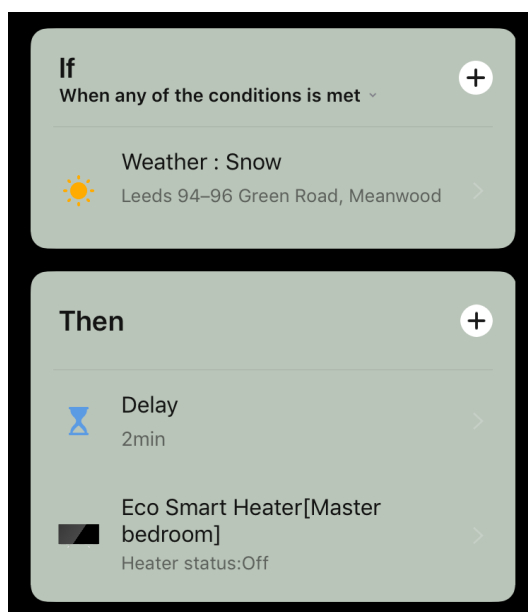 If
When any of the conditions is met
Weather : Snow
Leeds 94–96 Green Road, Meanwood
Then
Delay
2min
Eco Smart Heater[Master
bedroom]
Heater status:Off